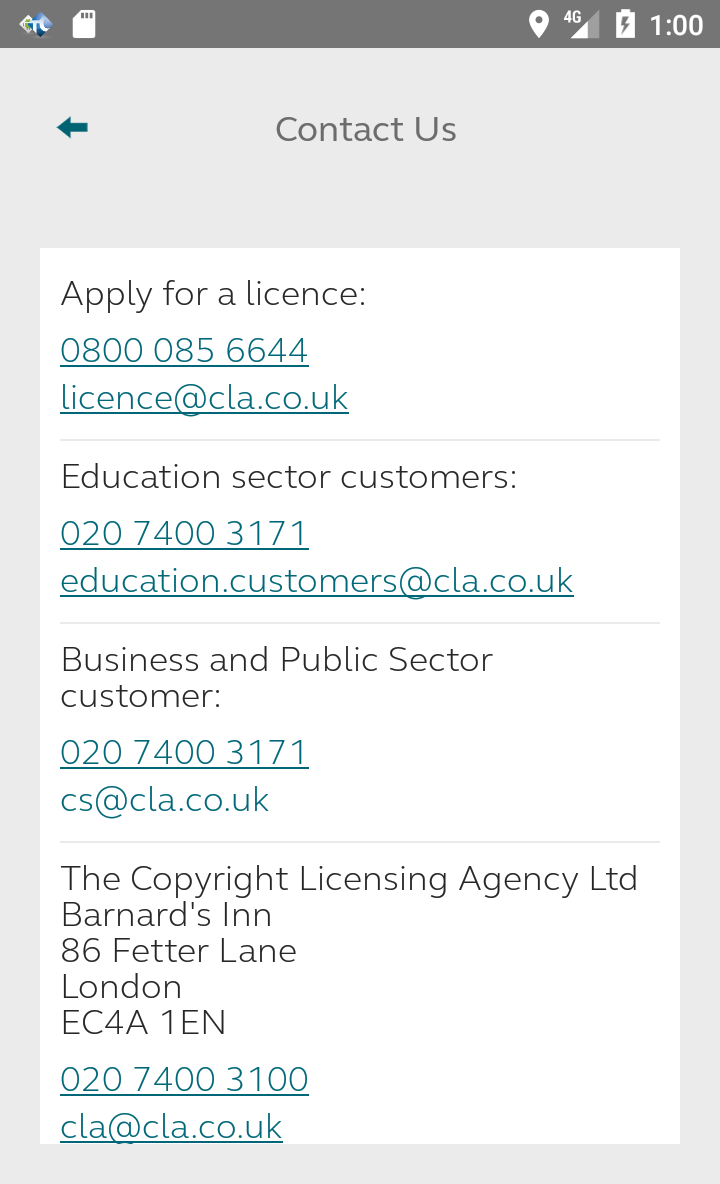 4G 1:00
Contact Us
Apply for a licence:
0800 085 6644
licence@cla.co.uk
Education sector customers:
020 7400 3171
education.customers@cla.co.uk
Business and Public Sector
customer:
020 7400 3171
cs@cla.co.uk
The Copyright Licensing Agency Ltd
Barnard's Inn
86 Fetter Lane
London
EC4A 1EN
020 7400 3100
cla@cla.co.uk